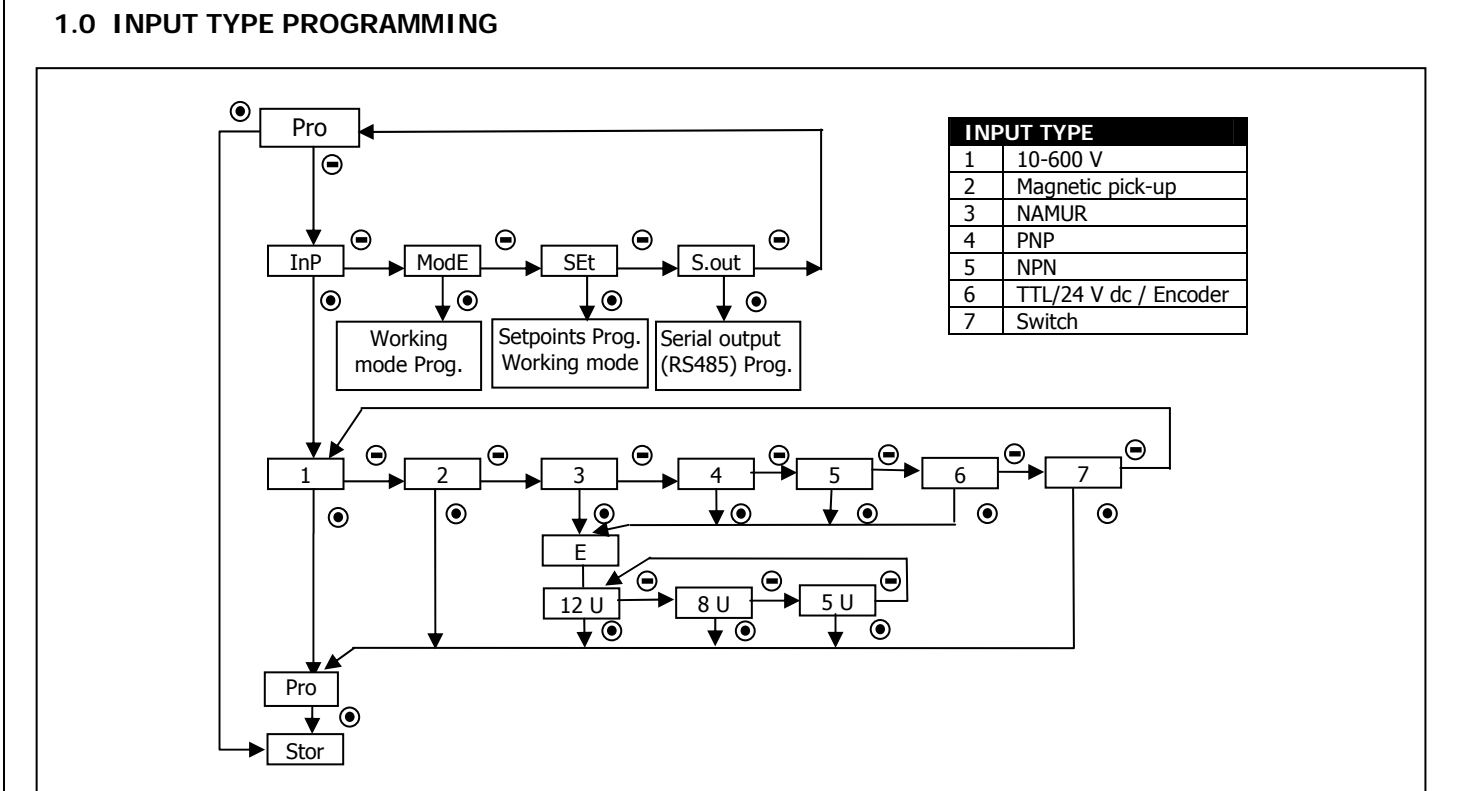 1.0 INPUT TYPE PROGRAMMING
Pro
INPUT TYPE
1 10-600 V
2 Magnetic pick-up
3 NAMUR
4 PNP
5 NPN
6 TTL/24 V dc / Encoder
7 Switch
InP ModE SEt S.out
Working
mode Prog.
Setpoints Prog.
Working mode
Serial output
(RS485) Prog.
1 2 3 4 5 6 7
E
12 U 8 U 5 U
Pro
Stor